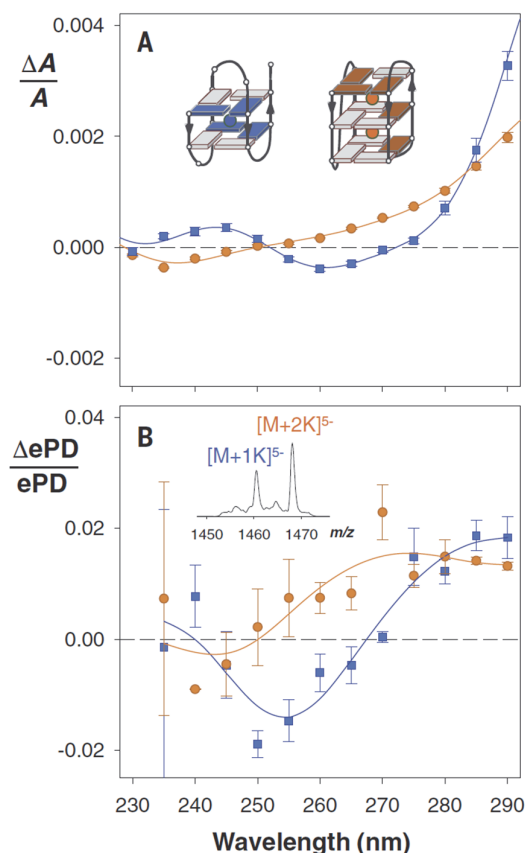 0.004
A
ΔA
A
0.002
0.000
-0.002
0.04
B
[M+2K]5-
ΔePD
ePD
[M+1K]5-
0.02
1450 1460 1470 m/z
0.00
-0.02
230 240 250 260 270 280 290
Wavelength (nm)